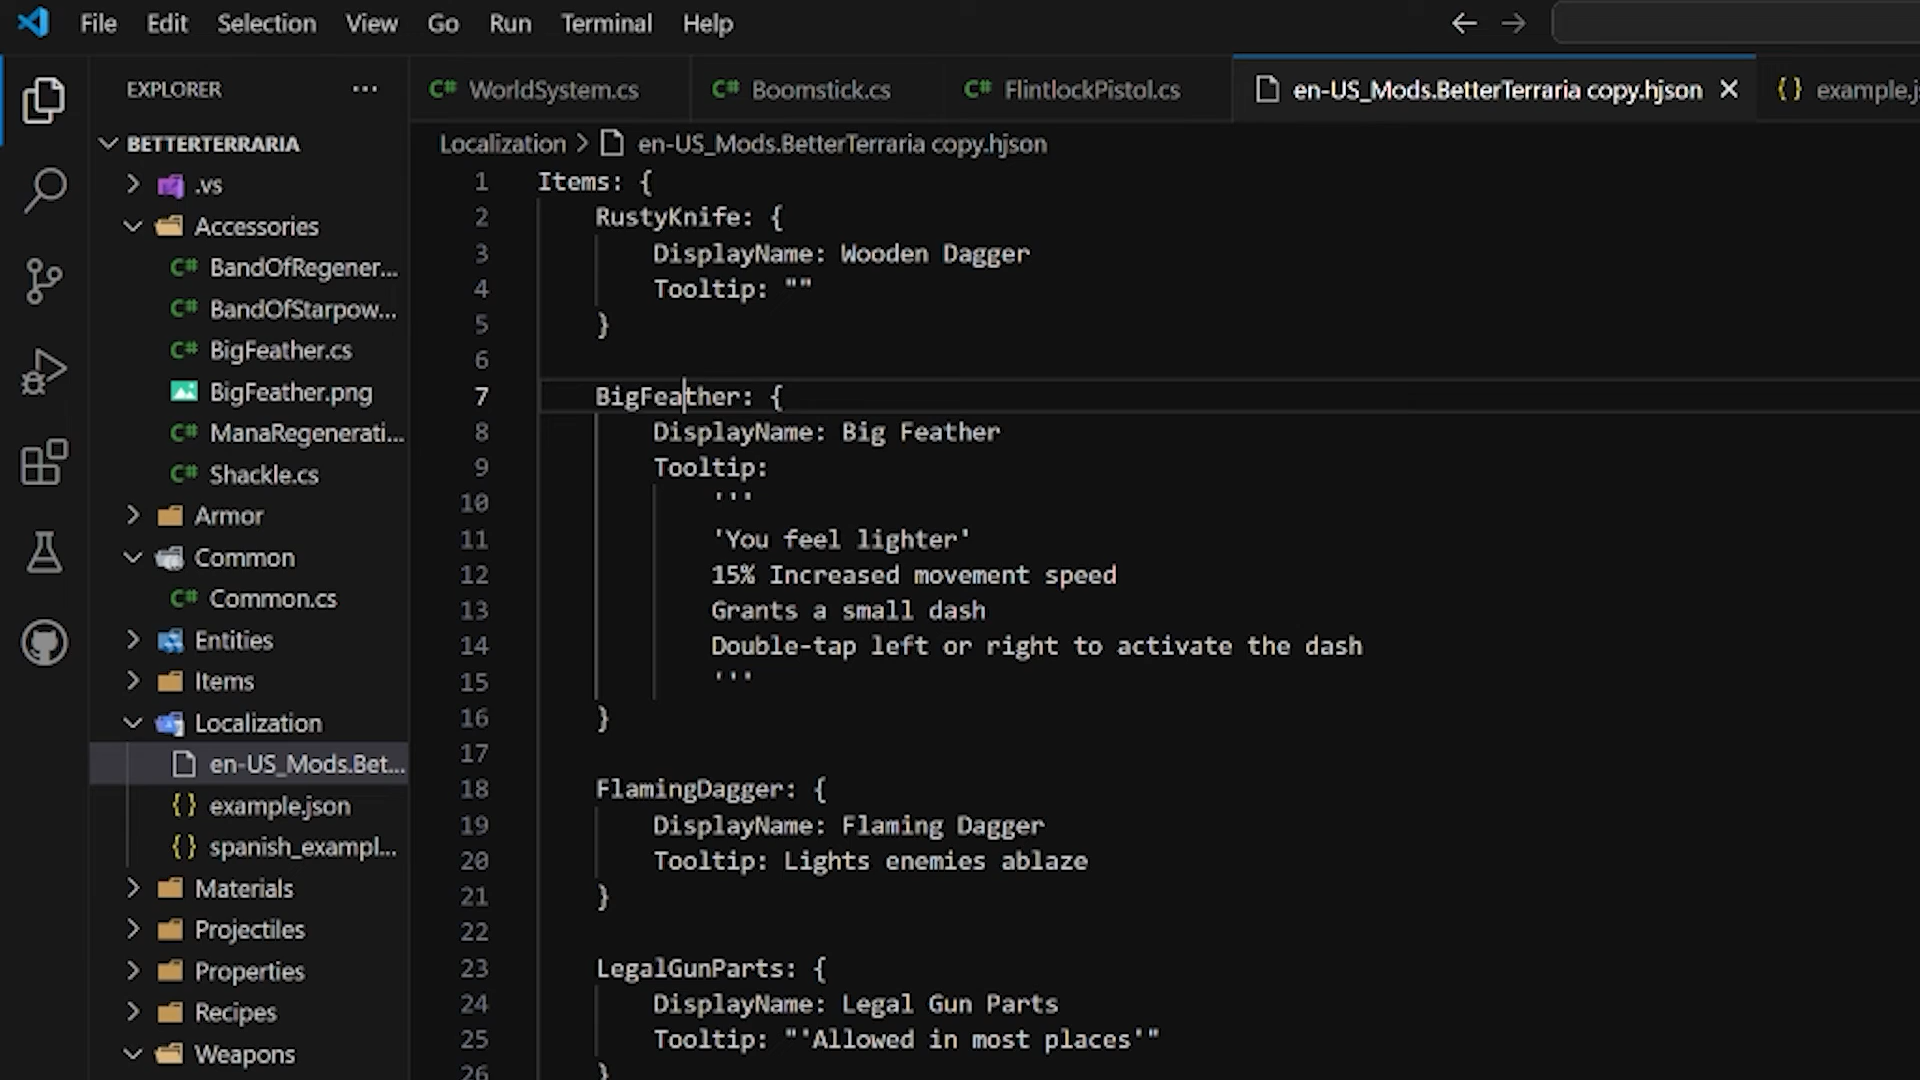 File Edit Selection View Go Run Terminal Help
EXPLORER ...
BETTERTERRARIA
.vs
Accessories
C# BandOfRegener...
C# BandOfStarpow...
C# BigFeather.cs
BigFeather.png
C# ManaRegenerati...
C# Shackle.cs
Armor
Common
C# Common.cs
Entities
Items
Localization
en-US_Mods.Bet...
{} example.json
{} spanish_exampl...
Materials
Projectiles
Properties
Recipes
Weapons
C# WorldSystem.cs C# Boomstick.cs C# FlintlockPistol.cs en-US_Mods.BetterTerraria copy.hjson {} example.js
Localization > en-US_Mods.BetterTerraria copy.hjson
1 Items: {
2 RustyKnife: {
3 DisplayName: Wooden Dagger
4 Tooltip: ""
5 }
6
7 BigFeather: {
8 DisplayName: Big Feather
9 Tooltip:
10 '''
11 'You feel lighter'
12 15% Increased movement speed
13 Grants a small dash
14 Double-tap left or right to activate the dash
15 '''
16 }
17
18 FlamingDagger: {
19 DisplayName: Flaming Dagger
20 Tooltip: Lights enemies ablaze
21 }
22
23 LegalGunParts: {
24 DisplayName: Legal Gun Parts
25 Tooltip: "'Allowed in most places'"
26 }